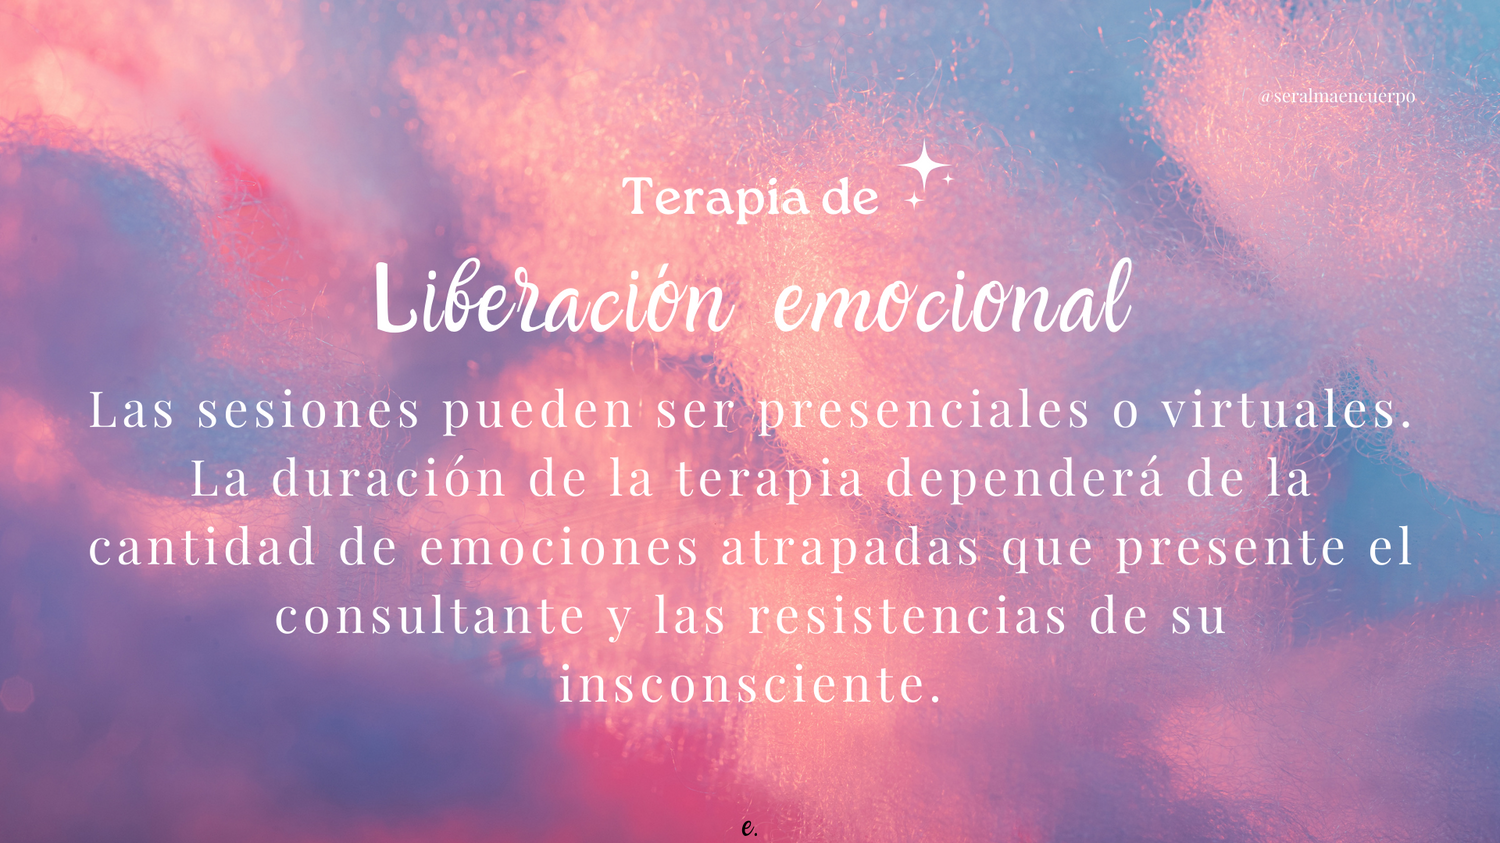 @seralmaencuerpo
Terapia de
Liberación emocional
Las sesiones pueden ser presenciales o virtuales.
La duración de la terapia dependerá de la
cantidad de emociones atrapadas que presente el
consultante y las resistencias de su
insconsciente.
e.